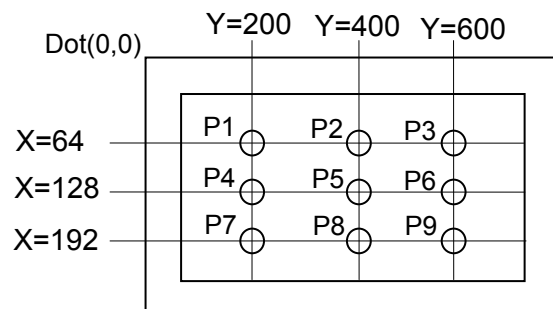 Y=200 Y=400 Y=600
Dot(0,0)
X=64 P1 P2 P3
X=128 P4 P5 P6
X=192 P7 P8 P9